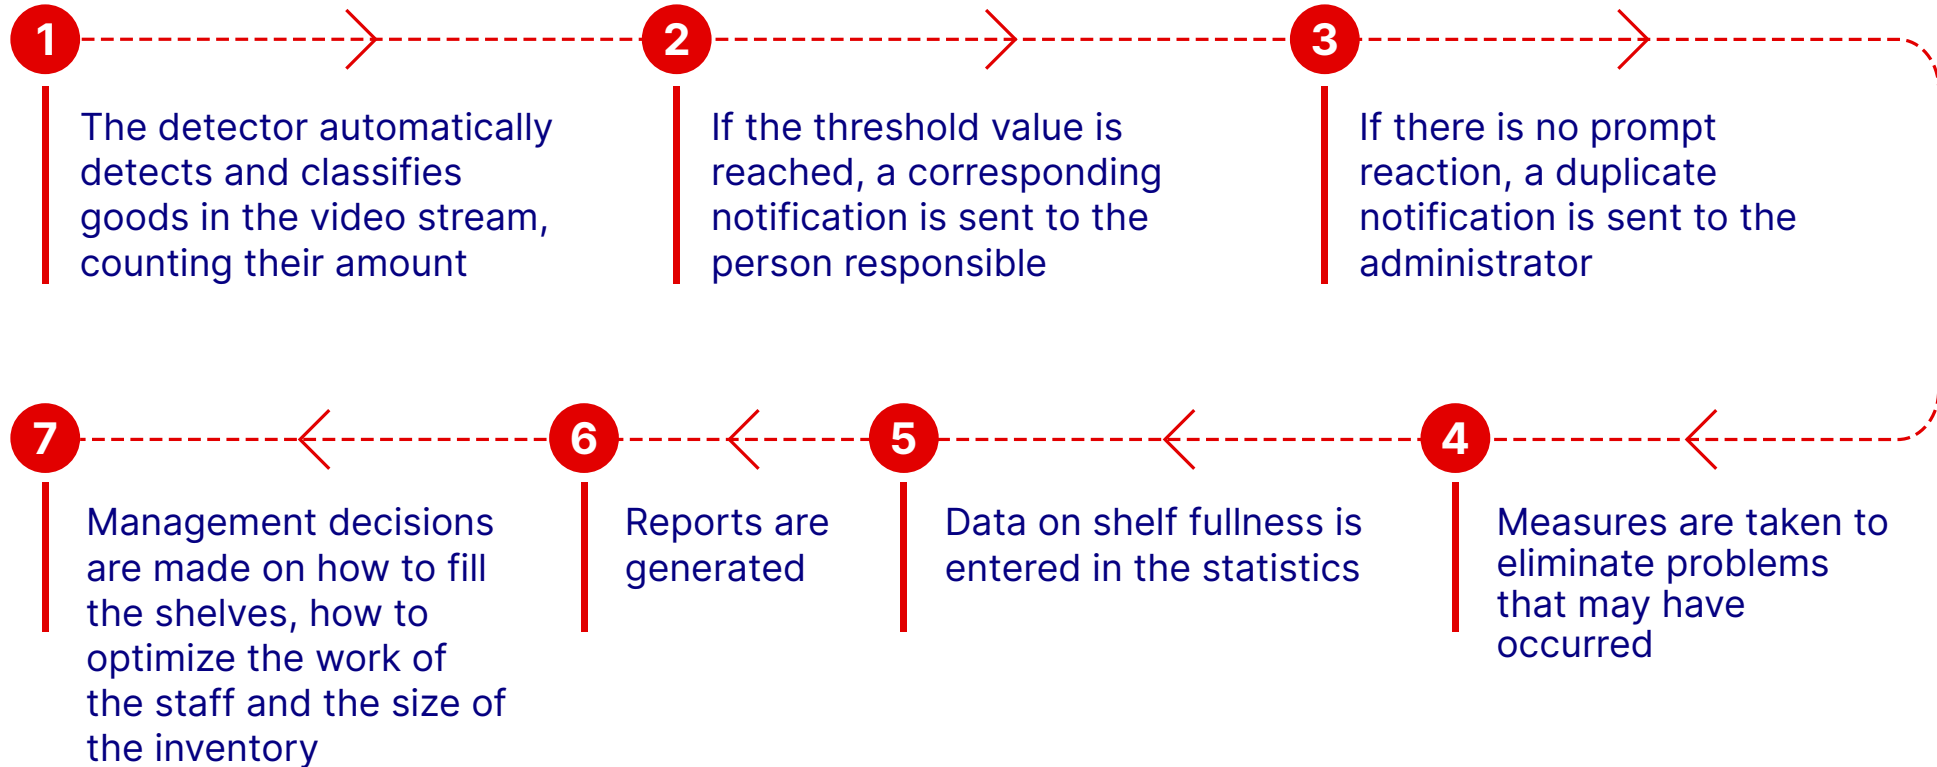 1
The detector automatically
detects and classifies
goods in the video stream,
counting their amount
2
If the threshold value is
reached, a corresponding
notification is sent to the
person responsible
3
If there is no prompt
reaction, a duplicate
notification is sent to the
administrator
4
Measures are taken to
eliminate problems
that may have
occurred
5
Data on shelf fullness is
entered in the statistics
6
Reports are
generated
7
Management decisions
are made on how to fill
the shelves, how to
optimize the work of
the staff and the size of
the inventory